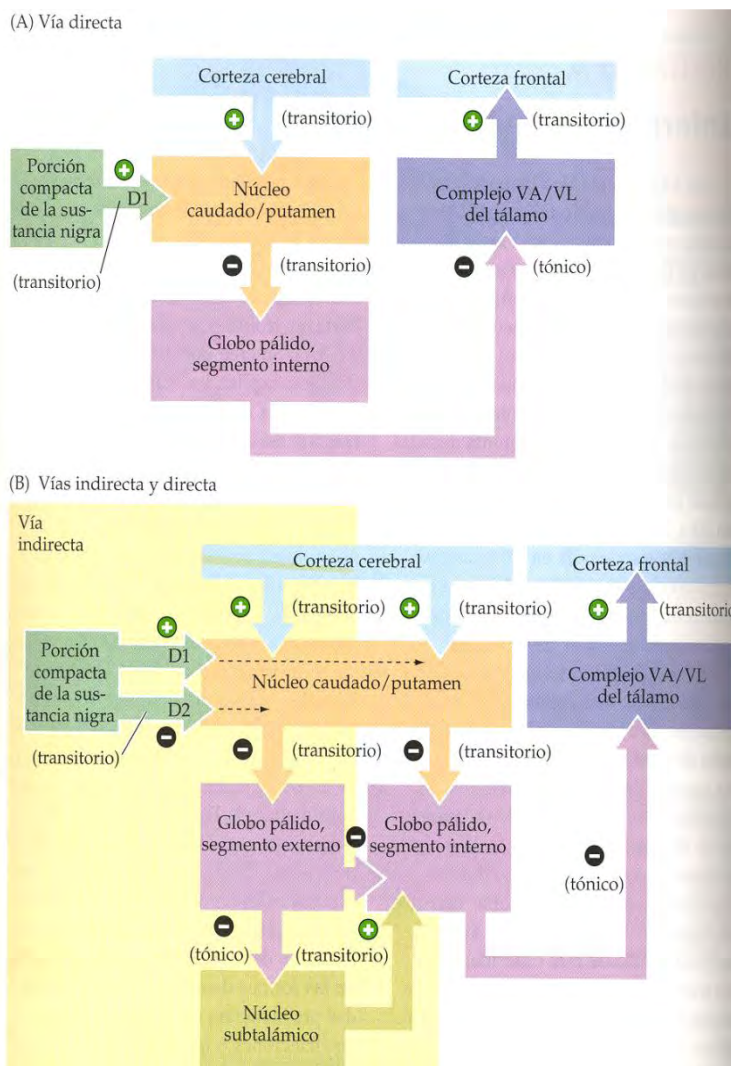 (A) Vía directa
Corteza cerebral
Corteza frontal
+
(transitorio)
+
(transitorio)
Porción
compacta
de la sus-
tancia nigra
+
D1
Núcleo
caudado/putamen
Complejo VA/VL
del tálamo
(transitorio)
−
(transitorio)
−
(tónico)
Globo pálido,
segmento interno
(B) Vías indirecta y directa
Vía
indirecta
Corteza cerebral
Corteza frontal
+
(transitorio)
+
(transitorio)
+
(transitorio
Porción
compacta
de la sus-
tancia nigra
+
D1
D2
−
(transitorio)
Núcleo caudado/putamen
Complejo VA/VL
del tálamo
−
(transitorio)
−
(transitorio)
Globo pálido,
segmento externo
−
Globo pálido,
segmento interno
−
(tónico)
−
(tónico)
+
(transitorio)
Núcleo
subtalámico